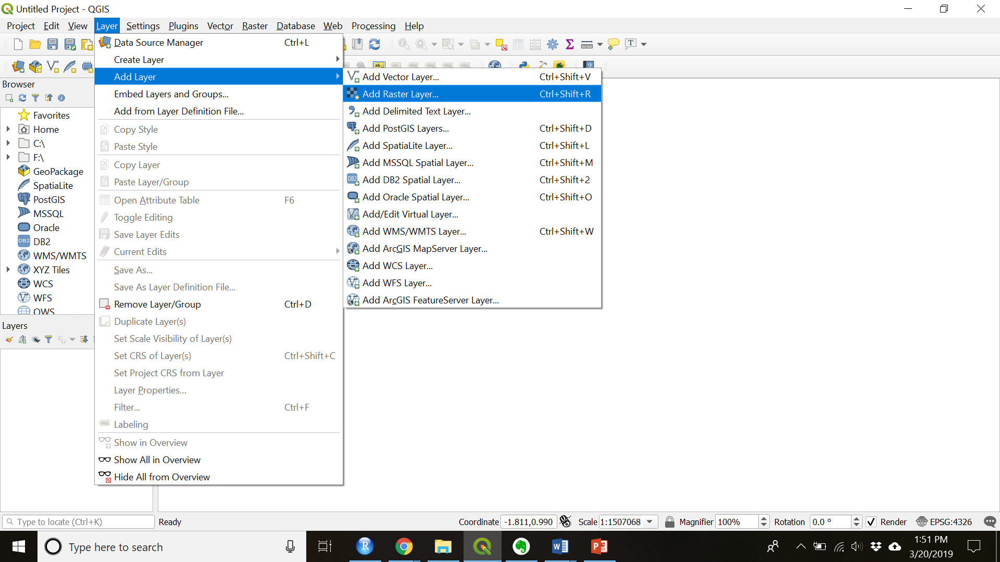 Untitled Project - QGIS
Project Edit View Layer Settings Plugins Vector Raster Database Web Processing Help
Data Source Manager Ctrl+L
Create Layer
Add Layer
Embed Layers and Groups...
Add from Layer Definition File...
Copy Style
Paste Style
Copy Layer
Paste Layer/Group
Open Attribute Table F6
Toggle Editing
Save Layer Edits
Current Edits
Save As...
Save As Layer Definition File...
Remove Layer/Group Ctrl+D
Duplicate Layer(s)
Set Scale Visibility of Layer(s)
Set CRS of Layer(s) Ctrl+Shift+C
Set Project CRS from Layer
Layer Properties...
Filter... Ctrl+F
abc Labeling
Show in Overview
Show All in Overview
Hide All from Overview
Add Vector Layer... Ctrl+Shift+V
Add Raster Layer... Ctrl+Shift+R
Add Delimited Text Layer...
Add PostGIS Layers... Ctrl+Shift+D
Add SpatiaLite Layer... Ctrl+Shift+L
Add MSSQL Spatial Layer... Ctrl+Shift+M
DB2 Add DB2 Spatial Layer... Ctrl+Shift+2
Add Oracle Spatial Layer... Ctrl+Shift+O
Add/Edit Virtual Layer...
Add WMS/WMTS Layer... Ctrl+Shift+W
Add ArcGIS MapServer Layer...
Add WCS Layer...
Add WFS Layer...
Add ArcGIS FeatureServer Layer...
Browser
Favorites
Home
C:\
F:\
GeoPackage
SpatiaLite
PostGIS
MSSQL
Oracle
DB2 DB2
WMS/WMTS
XYZ Tiles
WCS
WFS
OWS
Layers
Type to locate (Ctrl+K) Ready Coordinate -1.811,0.990 Scale 1:1507068 Magnifier 100% Rotation 0.0 ° Render EPSG:4326
Type here to search
1:51 PM
3/20/2019